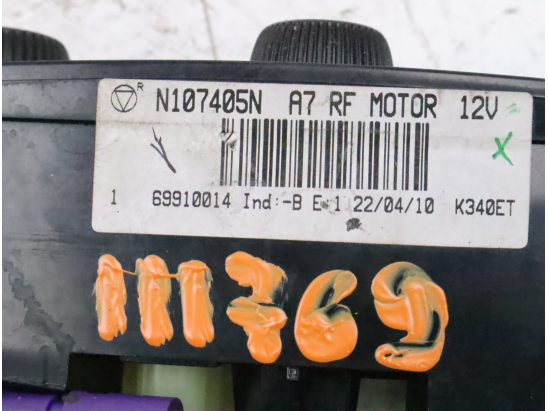 R
N107405N A7 RF MOTOR 12V
X
1 69910014 Ind:-B E:1 22/04/10 K340ET
111769